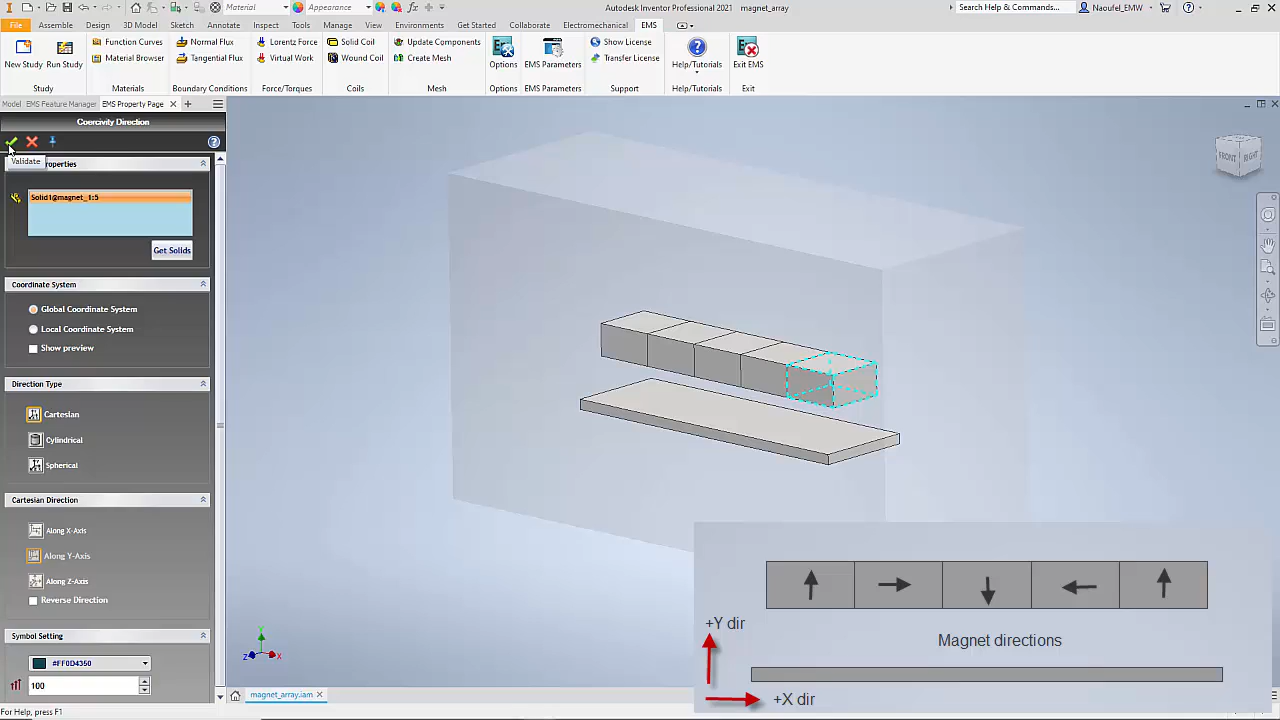 Material
Appearance
Autodesk Inventor Professional 2021 magnet_array
Search Help & Commands...
Naoufel_EMW
File Assemble Design 3D Model Sketch Annotate Inspect Tools Manage View Environments Get Started Collaborate Electromechanical EMS
New Study
Run Study
Study
Function Curves
Material Browser
Materials
Normal Flux
Tangential Flux
Boundary Conditions
Lorentz Force
Virtual Work
Force/Torques
Solid Coil
Wound Coil
Coils
Update Components
Create Mesh
Mesh
Options
Options
EMS Parameters
EMS Parameters
Show License
Transfer License
Support
Help/Tutorials
Help/Tutorials
Exit EMS
Exit
Model EMS Feature Manager EMS Property Page
Coercivity Direction
Validate
roperties
Solid1@magnet_1:5
Get Solids
Coordinate System
Global Coordinate System
Local Coordinate System
Show preview
Direction Type
Cartesian
Cylindrical
Spherical
Cartesian Direction
Along X-Axis
Along Y-Axis
Along Z-Axis
Reverse Direction
Symbol Setting
#FF0D4350
100
FRONT RIGHT
Y
Z X
+Y dir
Magnet directions
+X dir
magnet_array.iam
For Help, press F1